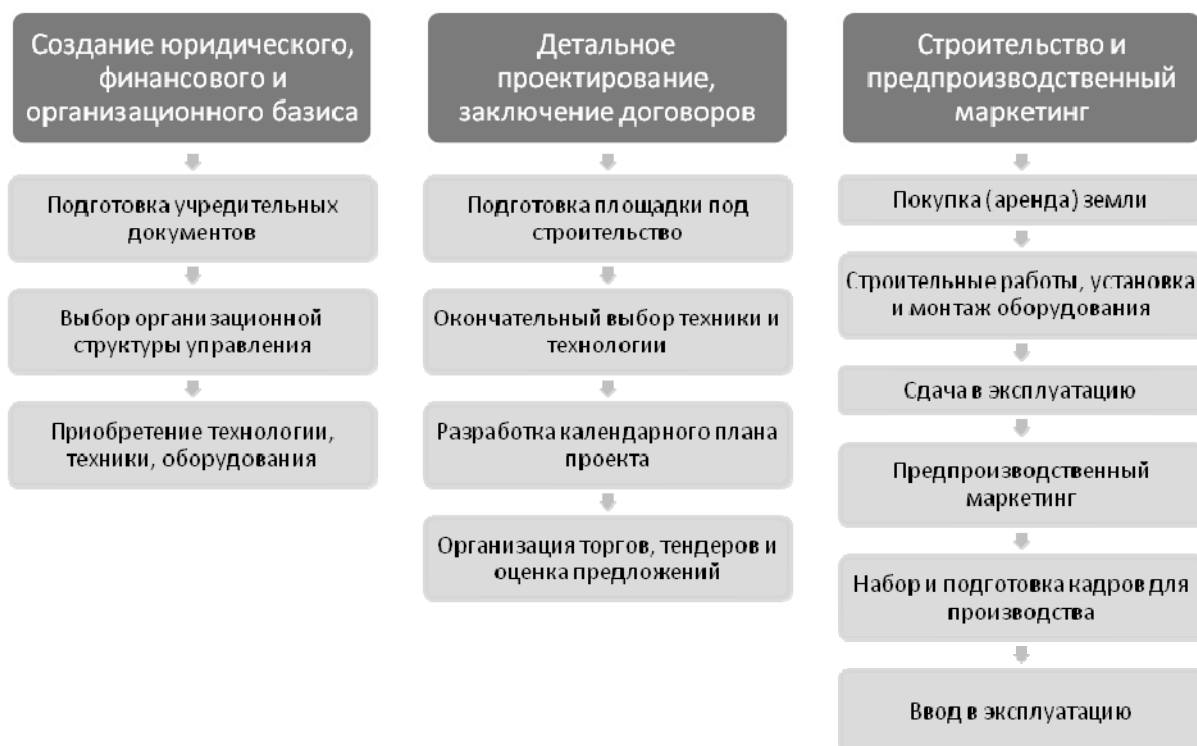 Создание юридического,
финансового и
организационного базиса
Подготовка учредительных
документов
Выбор организационной
структуры управления
Приобретение технологии,
техники, оборудования
Детальное
проектирование,
заключение договоров
Подготовка площадки под
строительство
Окончательный выбор техники и
технологии
Разработка календарного плана
проекта
Организация торгов, тендеров и
оценка предложений
Строительство и
предпроизводственный
маркетинг
Покупка (аренда) земли
Строительные работы, установка
и монтаж оборудования
Сдача в эксплуатацию
Предпроизводственный
маркетинг
Набор и подготовка кадров для
производства
Ввод в эксплуатацию